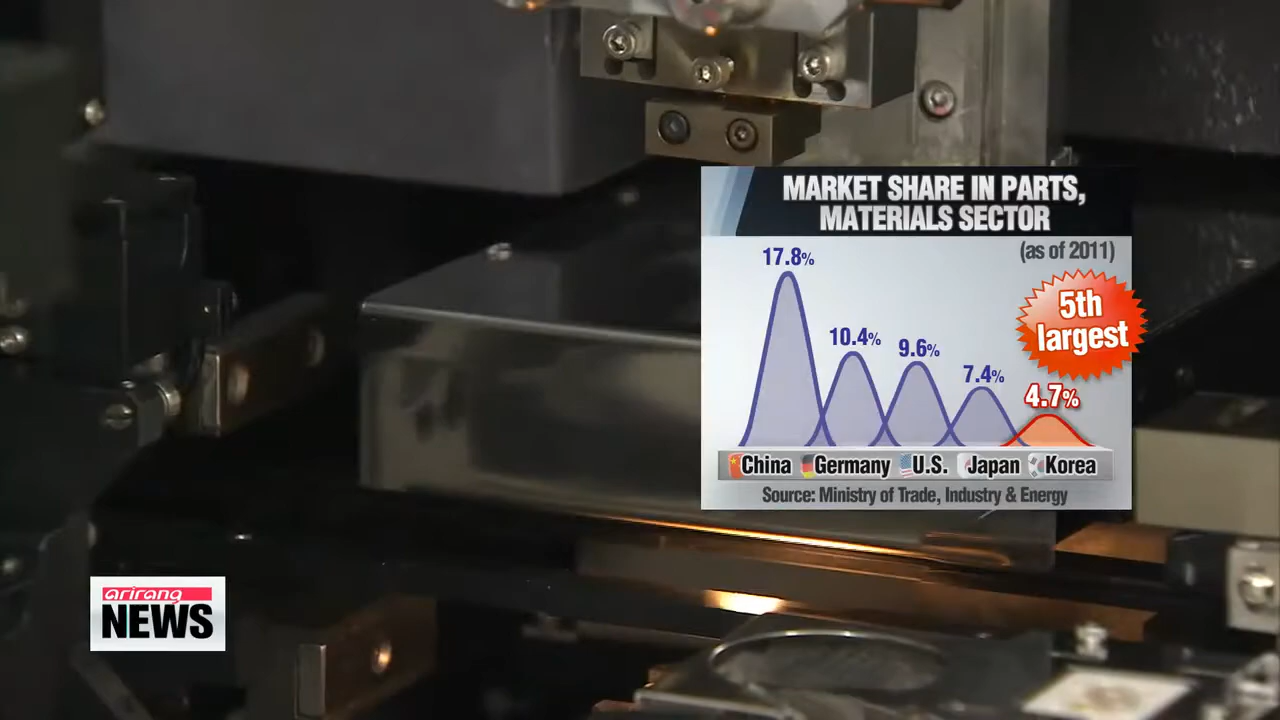 MARKET SHARE IN PARTS,
MATERIALS SECTOR
(as of 2011)
17.8%
10.4%
9.6%
7.4%
4.7%
5th
largest
China Germany U.S. Japan Korea
Source: Ministry of Trade, Industry & Energy
arirang
NEWS